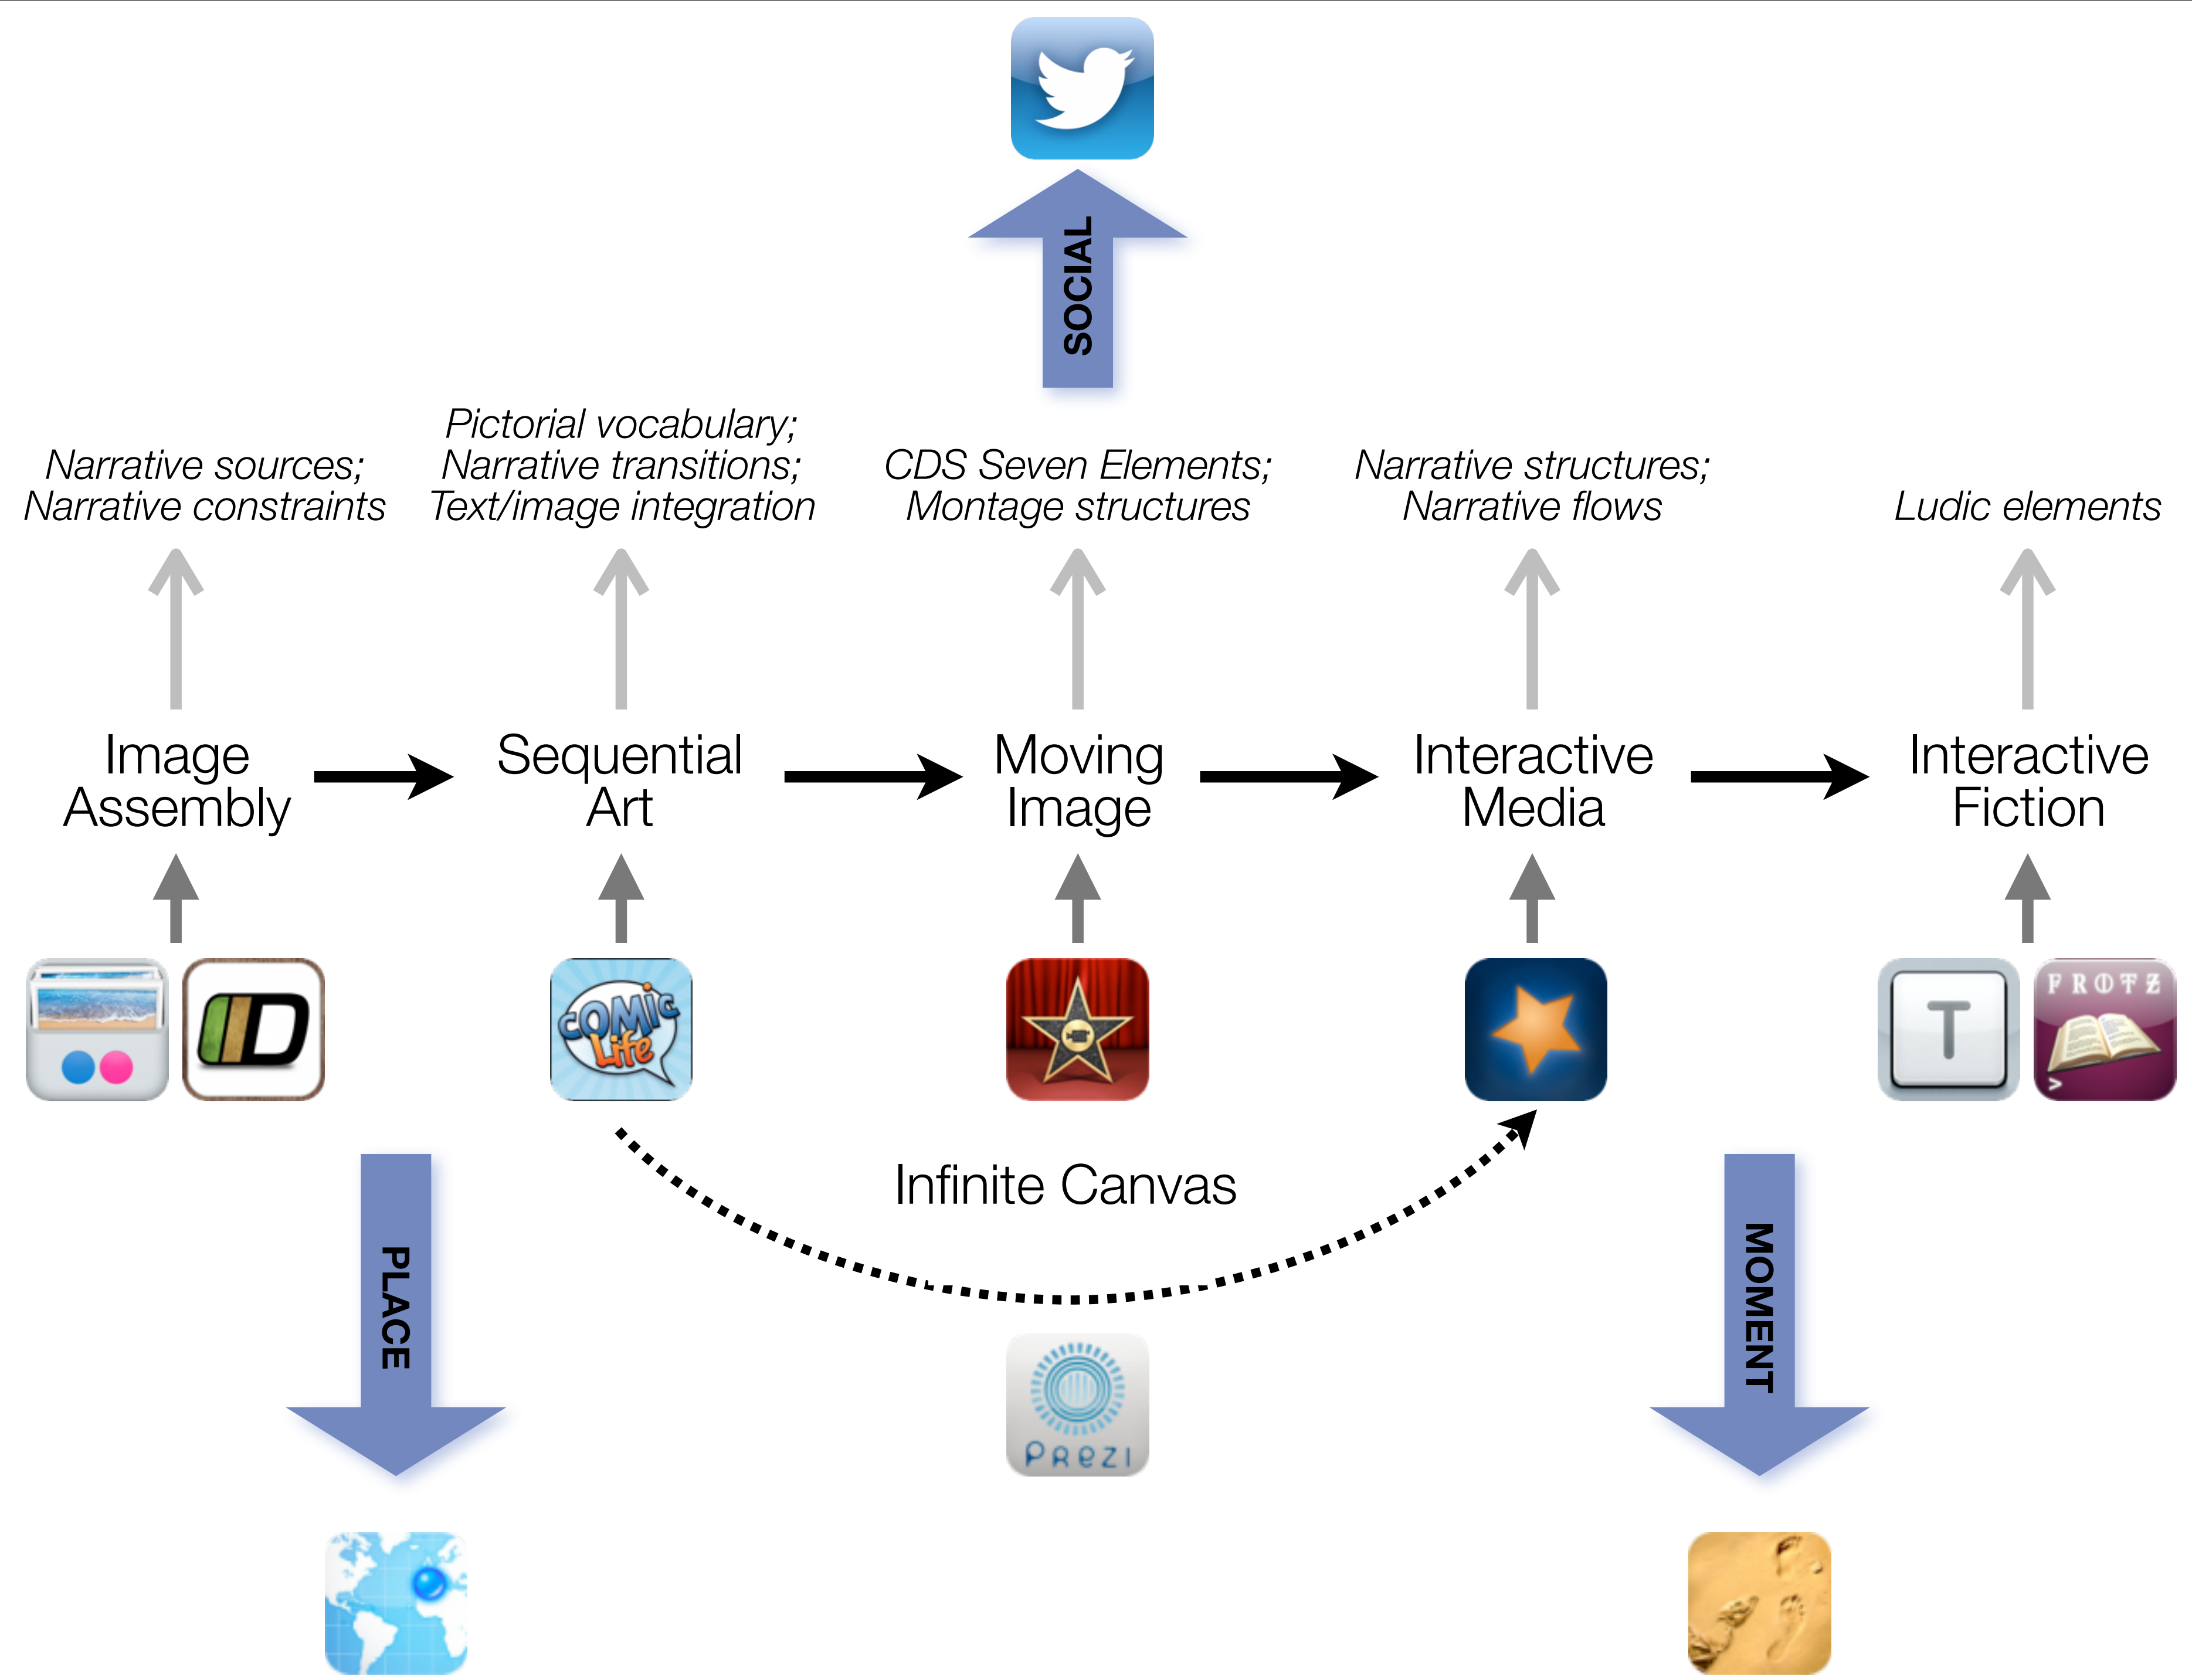 SOCIAL
Narrative sources;
Narrative constraints
Pictorial vocabulary;
Narrative transitions;
Text/image integration
CDS Seven Elements;
Montage structures
Narrative structures;
Narrative flows
Ludic elements
Image
Assembly
Sequential
Art
Moving
Image
Interactive
Media
Interactive
Fiction
D
COMIC
Life
T
FROTZ
>
Infinite Canvas
PLACE
MOMENT
PREZI